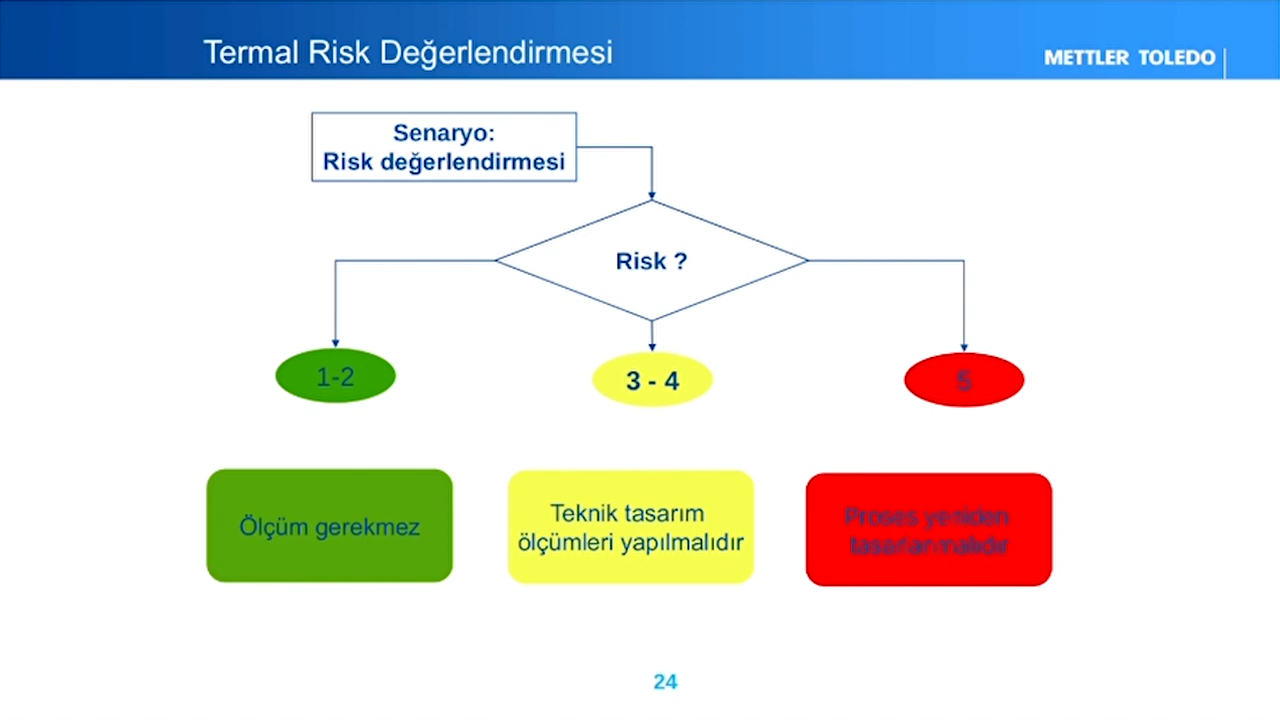 Termal Risk Değerlendirmesi
METTLER TOLEDO
Senaryo:
Risk değerlendirmesi
Risk ?
1-2
3 - 4
5
Ölçüm gerekmez
Teknik tasarım
ölçümleri yapılmalıdır
Proses yeniden
tasarlanmalıdır
24